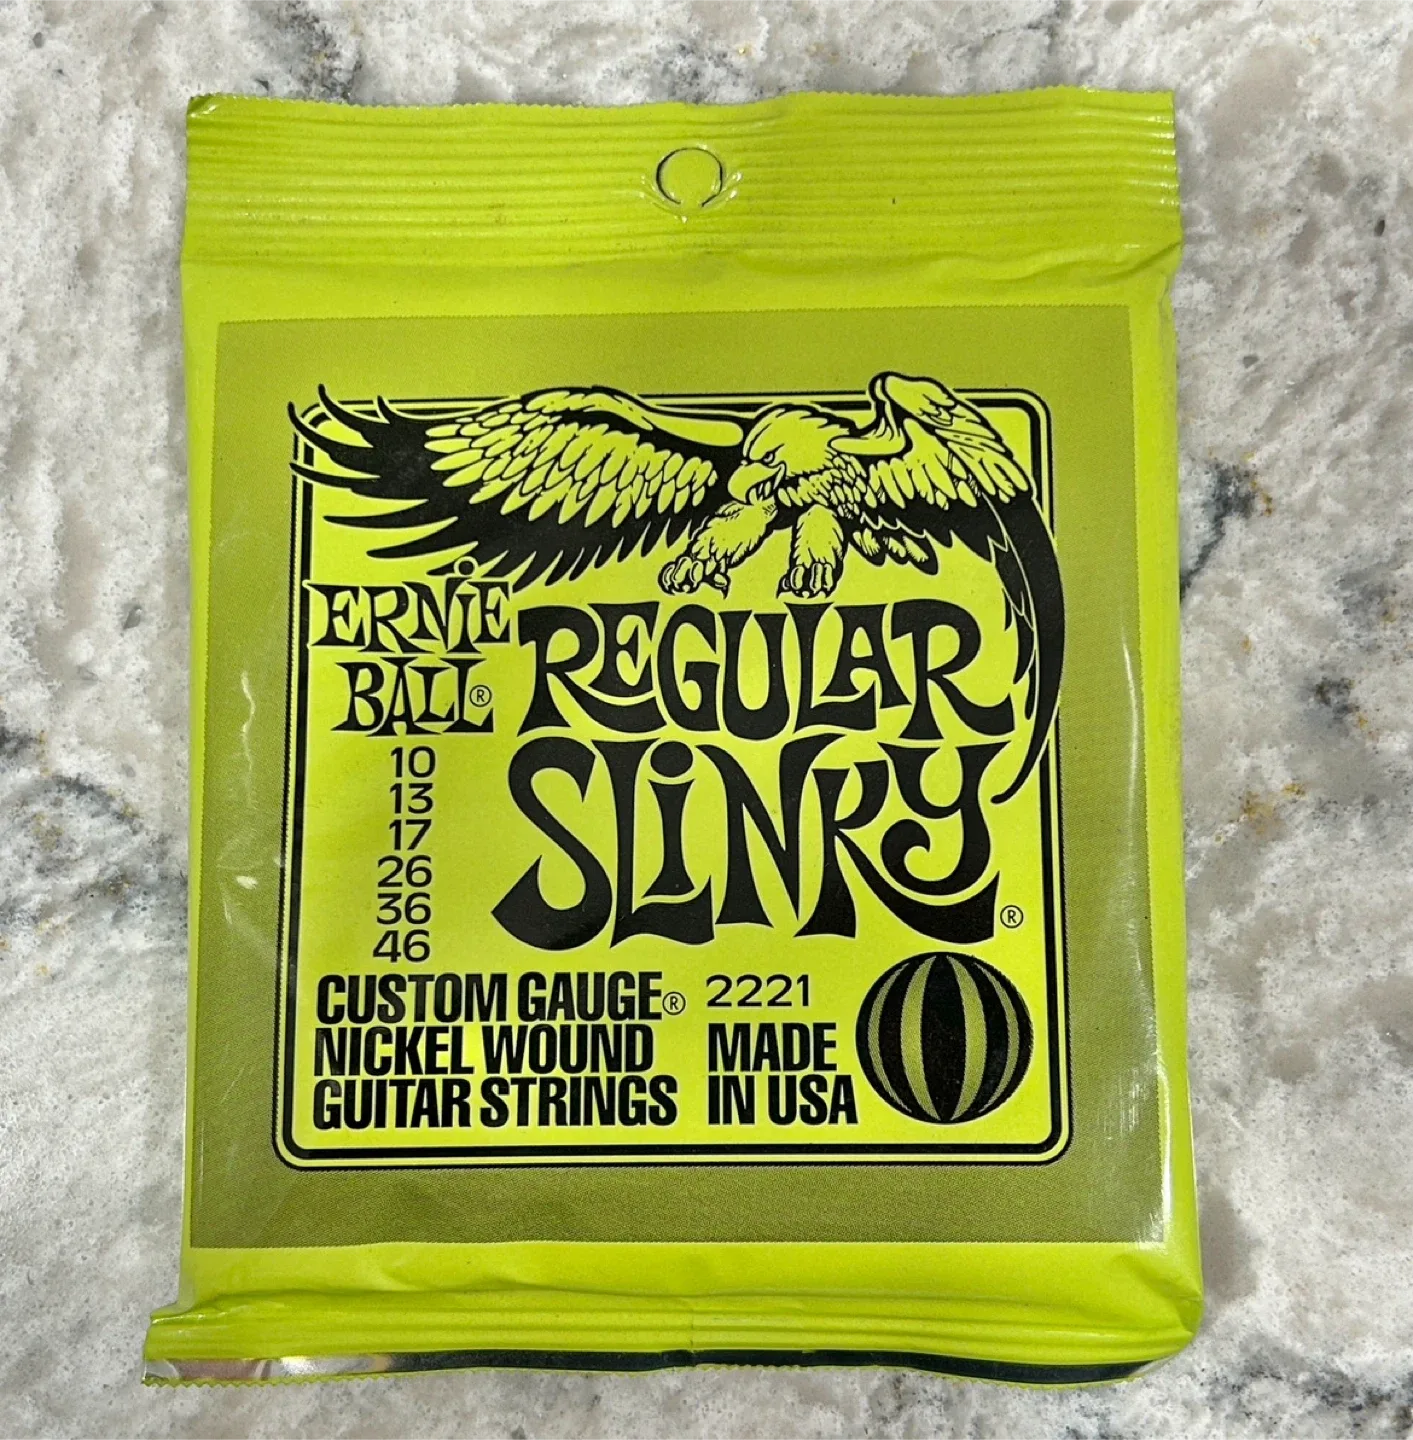 ERNiE
BALL®
REGULAR
SLiNKY®
10
13
17
26
36
46
CUSTOM GAUGE®
NICKEL WOUND
GUITAR STRINGS
2221
MADE
IN USA